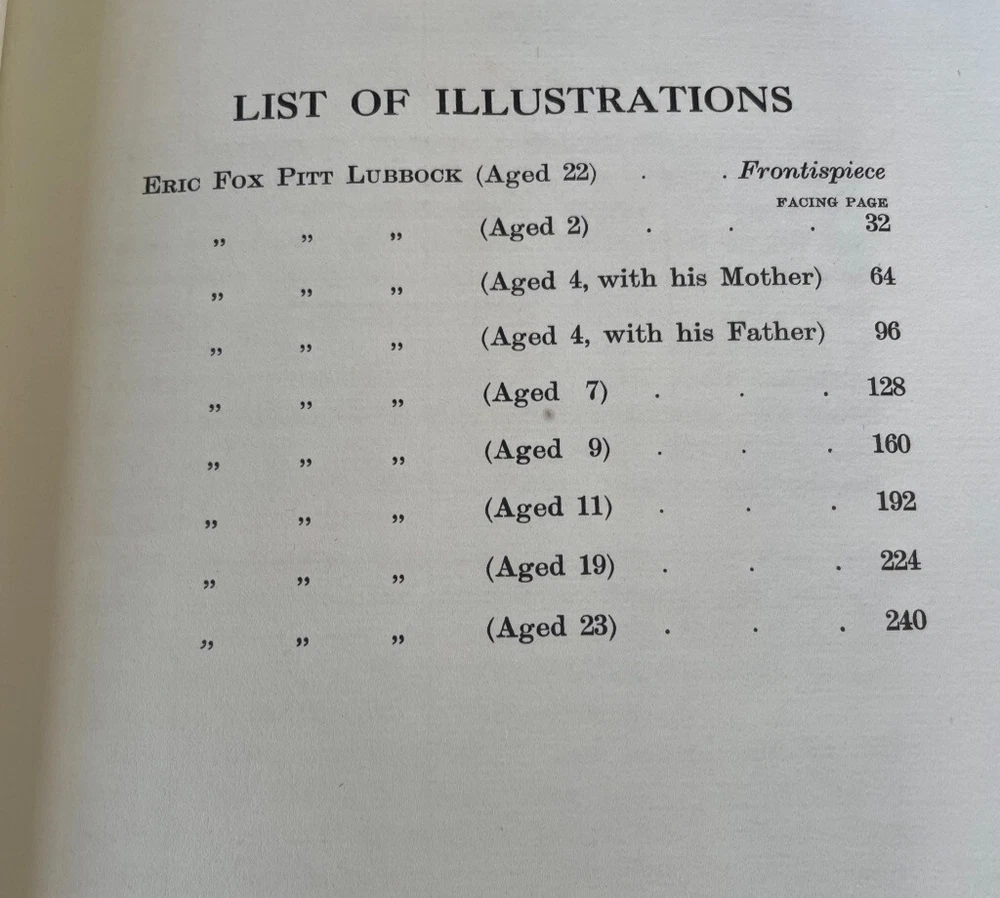 LIST OF ILLUSTRATIONS
ERIC FOX PITT LUBBOCK (Aged 22) . . Frontispiece
FACING PAGE
„ „ „ (Aged 2) . . . 32
„ „ „ (Aged 4, with his Mother) 64
„ „ „ (Aged 4, with his Father) 96
„ „ „ (Aged 7) . . . 128
„ „ „ (Aged 9) . . . 160
„ „ „ (Aged 11) . . . 192
„ „ „ (Aged 19) . . . 224
„ „ „ (Aged 23) . . . 240